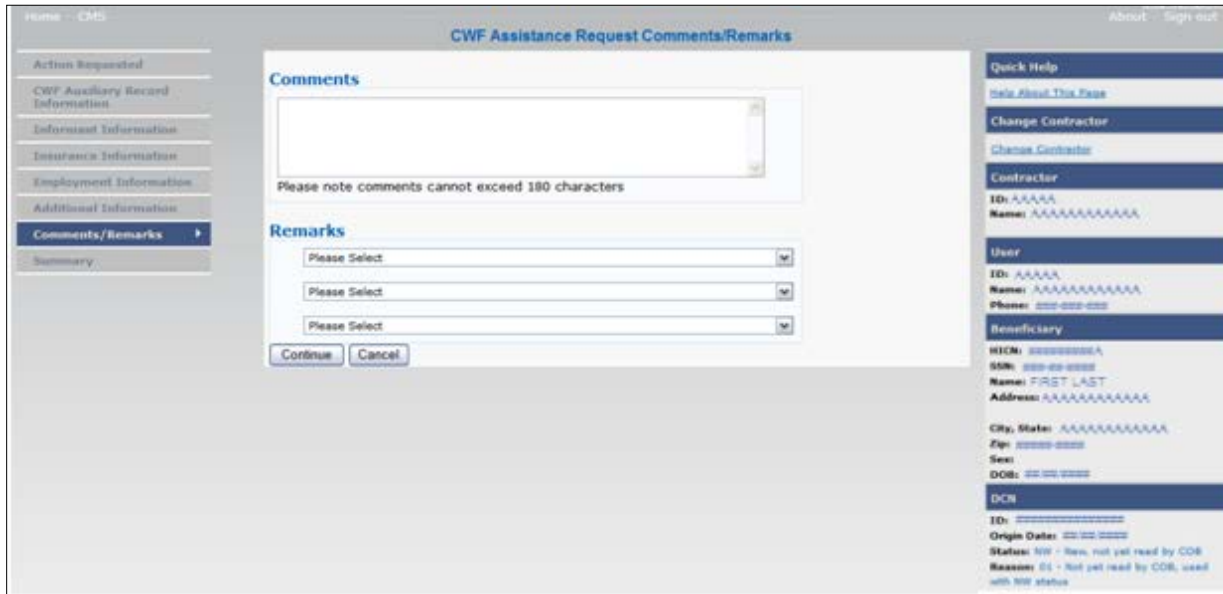 Home CMS
About Sign out
CWF Assistance Request Comments/Remarks
Action Requested
CWF Auxiliary Record
Information
Informant Information
Insurance Information
Employment Information
Additional Information
Comments/Remarks
Summary
Comments
Please note comments cannot exceed 180 characters
Remarks
Please Select
Please Select
Please Select
Continue Cancel
Quick Help
Help About This Page
Change Contractor
Change Contractor
Contractor
ID: AAAAA
Name: AAAAAAAAAAAA
User
ID: AAAAA
Name: AAAAAAAAAAAA
Phone: ###-###-###
Beneficiary
HICN:
SSN: ###-##-####
Name: FIRST LAST
Address: AAAAAAAAAAAA
City, State: AAAAAAAAAAAA
Zip: #####-####
Sex:
DOB: ##/##/####
DCN
ID:
Origin Date: ##/##/####
Status: NW - New, not yet read by COB
Reason: 01 - Not yet read by COB, used
with NW status